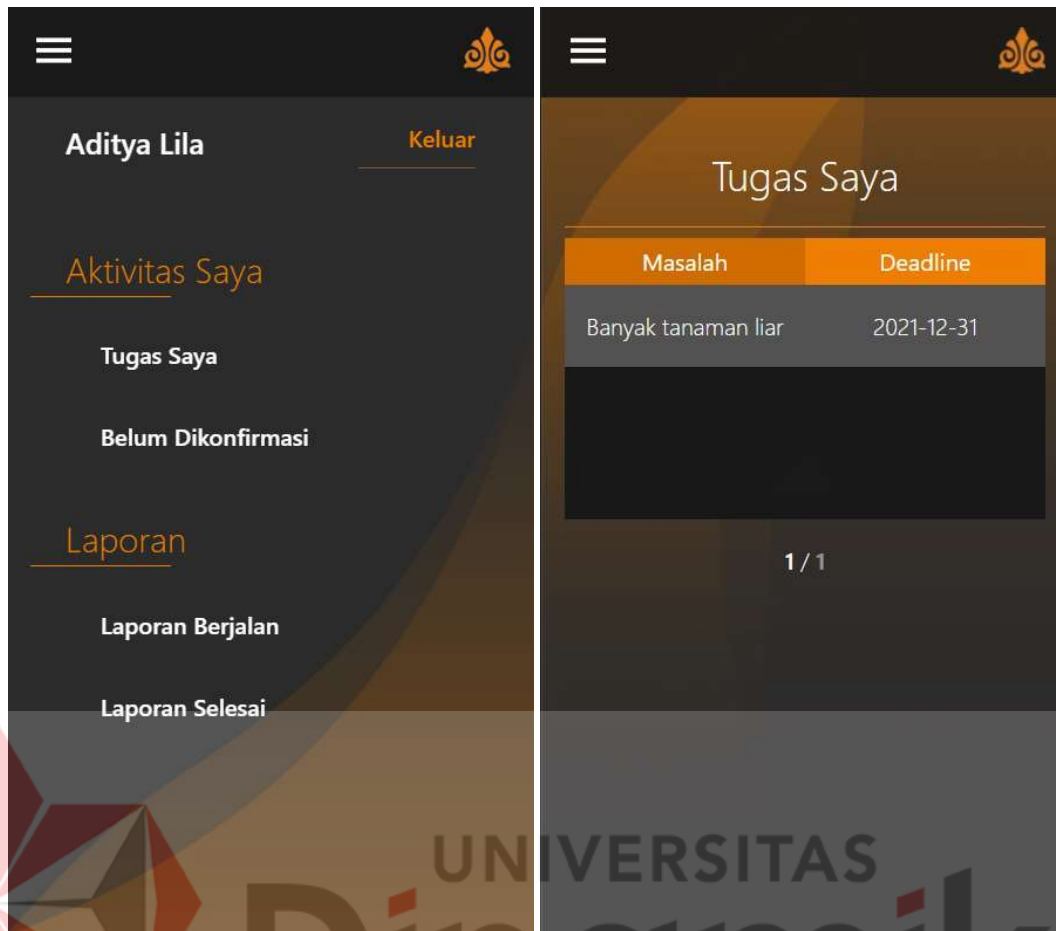 Aditya Lila
Keluar
Aktivitas Saya
Tugas Saya
Belum Dikonfirmasi
Laporan
Laporan Berjalan
Laporan Selesai
Tugas Saya
Masalah Deadline
Banyak tanaman liar 2021-12-31
1 / 1
UNIVERSITAS